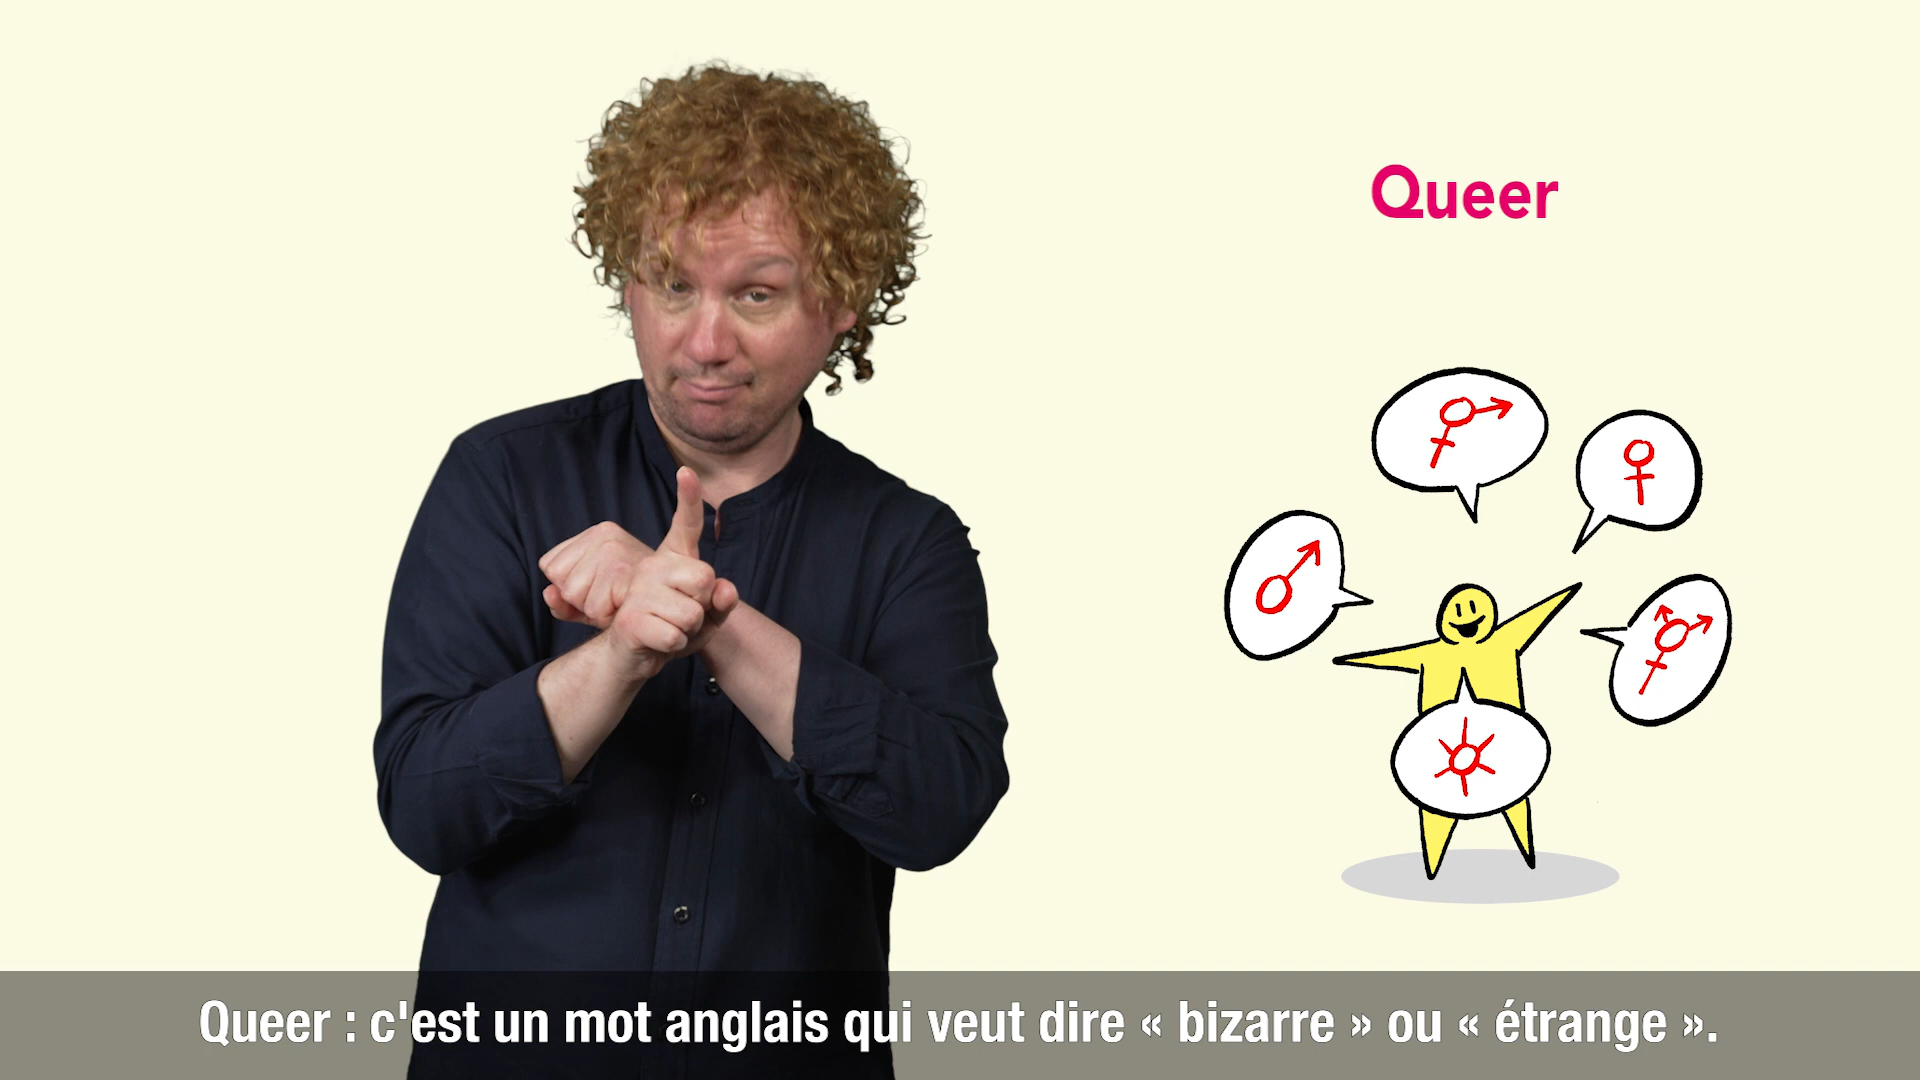 Queer
Queer : c'est un mot anglais qui veut dire « bizarre » ou « étrange ».